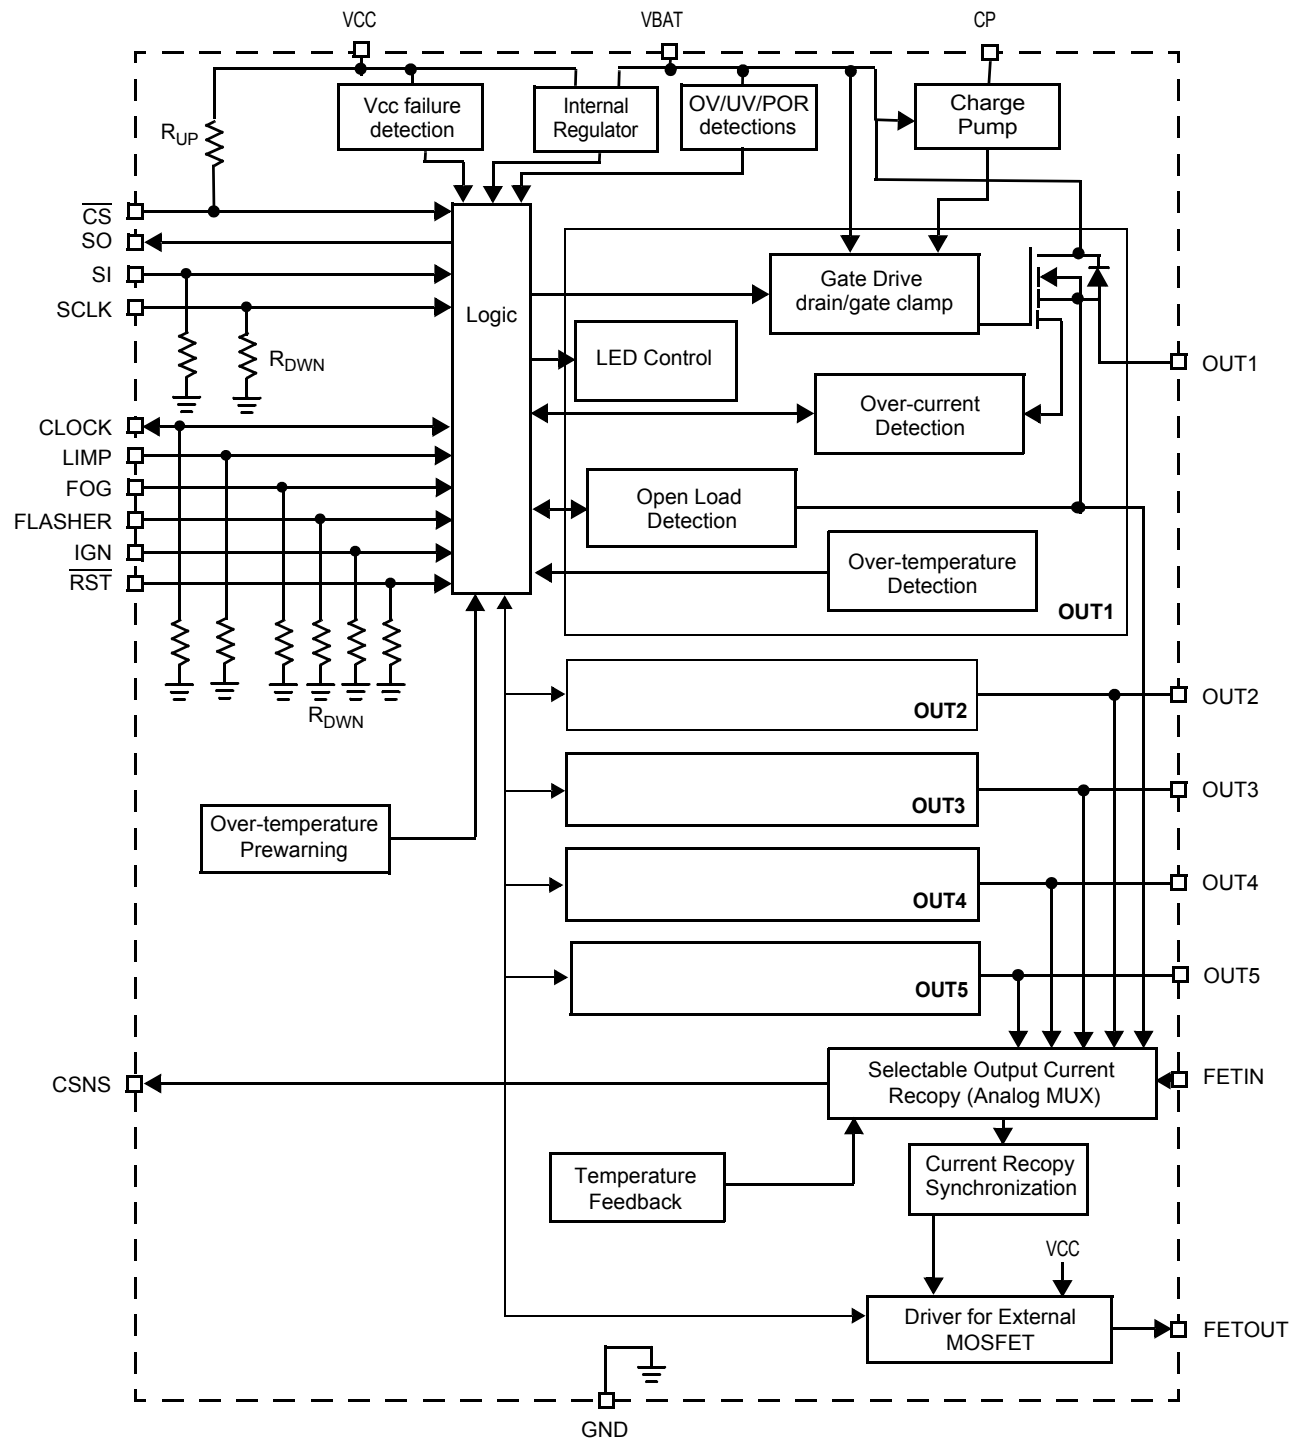 VCC
VBAT
CP
Vcc failure
detection
Internal
Regulator
OV/UV/POR
detections
Charge
Pump
RUP
CS
SO
SI
SCLK
RDWN
Logic
Gate Drive
drain/gate clamp
LED Control
OUT1
Over-current
Detection
CLOCK
LIMP
FOG
FLASHER
IGN
RST
Open Load
Detection
Over-temperature
Detection
OUT1
RDWN
OUT2
OUT2
OUT3
OUT3
Over-temperature
Prewarning
OUT4
OUT4
OUT5
OUT5
CSNS
Selectable Output Current
Recopy (Analog MUX)
FETIN
Temperature
Feedback
Current Recopy
Synchronization
VCC
Driver for External
MOSFET
FETOUT
GND